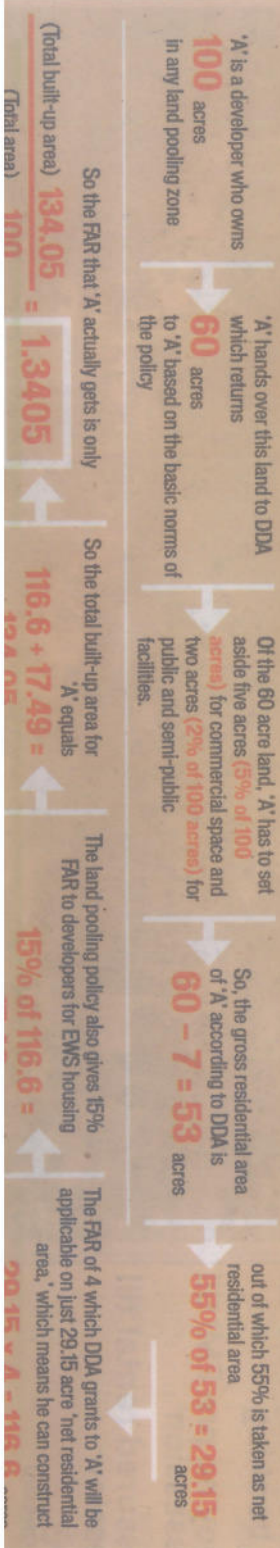 'A' is a developer who owns
100 acres
in any land pooling zone
'A' hands over this land to DDA
which returns
60 acres
to 'A' based on the basic norms of
the policy
Of the 60 acre land, 'A' has to set
aside five acres (5% of 100
acres) for commercial space and
two acres (2% of 100 acres) for
public and semi-public
facilities.
So, the gross residential area
of 'A' according to DDA is
60 – 7 = 53
acres
out of which 55% is taken as net
residential area
55% of 53 = 29.15
acres
The FAR of 4 which DDA grants to 'A' will be
applicable on just 29.15 acre 'net residential
area,' which means he can construct
29.15 x 4 = 116.6
The land pooling policy also gives 15%
FAR to developers for EWS housing
15% of 116.6 =
So the total built-up area for
'A' equals
116.6 + 17.49 =
134.05
So the FAR that 'A' actually gets is only
(Total built-up area) 134.05
= 1.3405
(Total area) 100